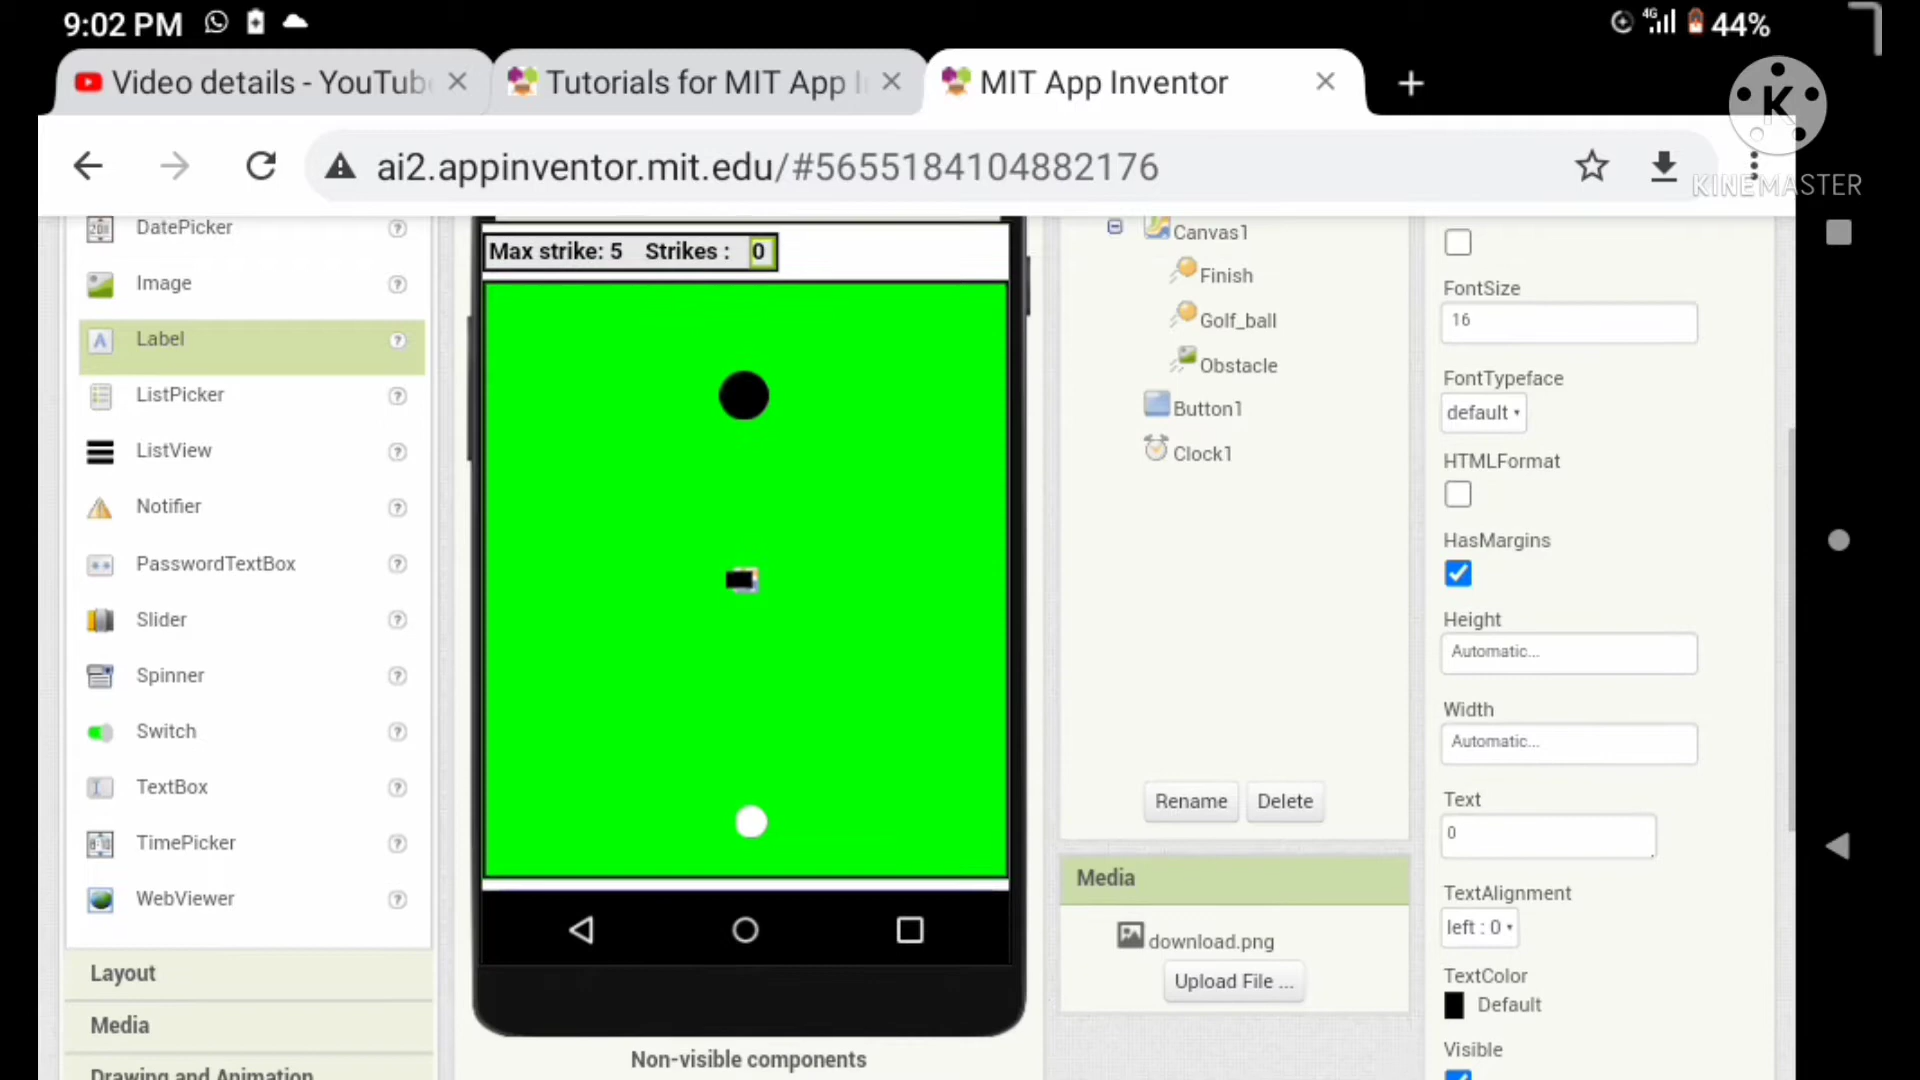 9:02 PM
4G
44%
Video details - YouTub
Tutorials for MIT App I
MIT App Inventor
K
KINEMASTER
ai2.appinventor.mit.edu/#5655184104882176
DatePicker
Image
Label
ListPicker
ListView
Notifier
PasswordTextBox
Slider
Spinner
Switch
TextBox
TimePicker
WebViewer
Layout
Media
Drawing and Animation
Max strike: 5 Strikes : 0
Non-visible components
Canvas1
Finish
Golf_ball
Obstacle
Button1
Clock1
Rename Delete
Media
download.png
Upload File ...
FontSize
16
FontTypeface
default
HTMLFormat
HasMargins
Height
Automatic...
Width
Automatic...
Text
0
TextAlignment
left : 0
TextColor
Default
Visible